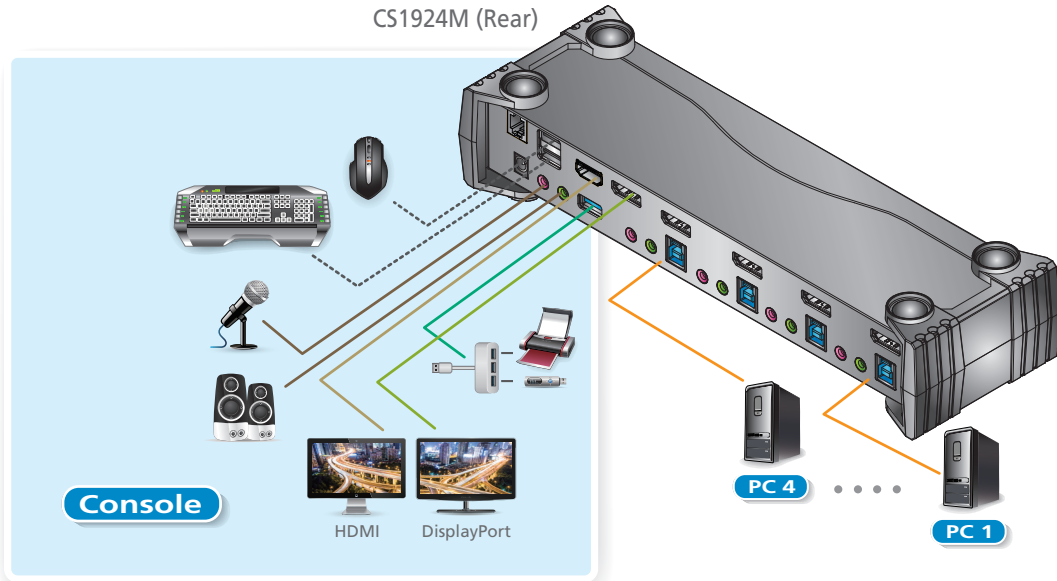 CS1924M (Rear)
Console
HDMI
DisplayPort
PC 4
PC 1